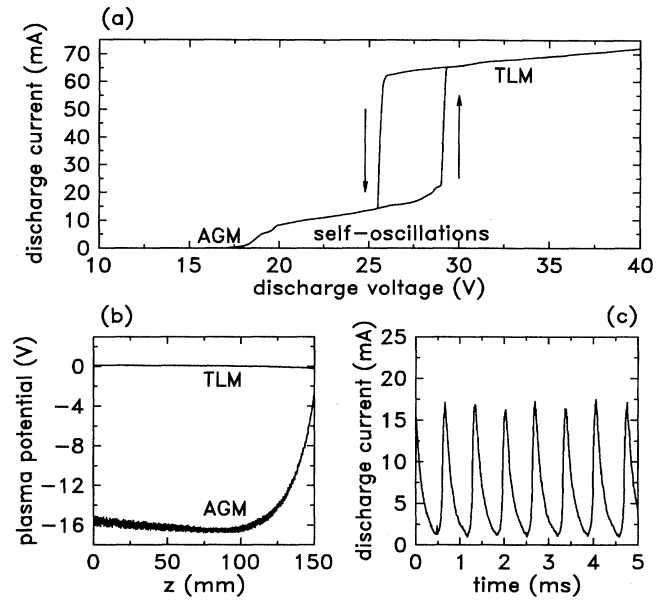 (a)
discharge current (mA)
70
60
50
40
30
20
10
0
TLM
AGM
self-oscillations
10 15 20 25 30 35 40
discharge voltage (V)
(b)
plasma potential (V)
0
-4
-8
-12
-16
TLM
AGM
0 50 100 150
z (mm)
(c)
discharge current (mA)
25
20
15
10
5
0
0 1 2 3 4 5
time (ms)